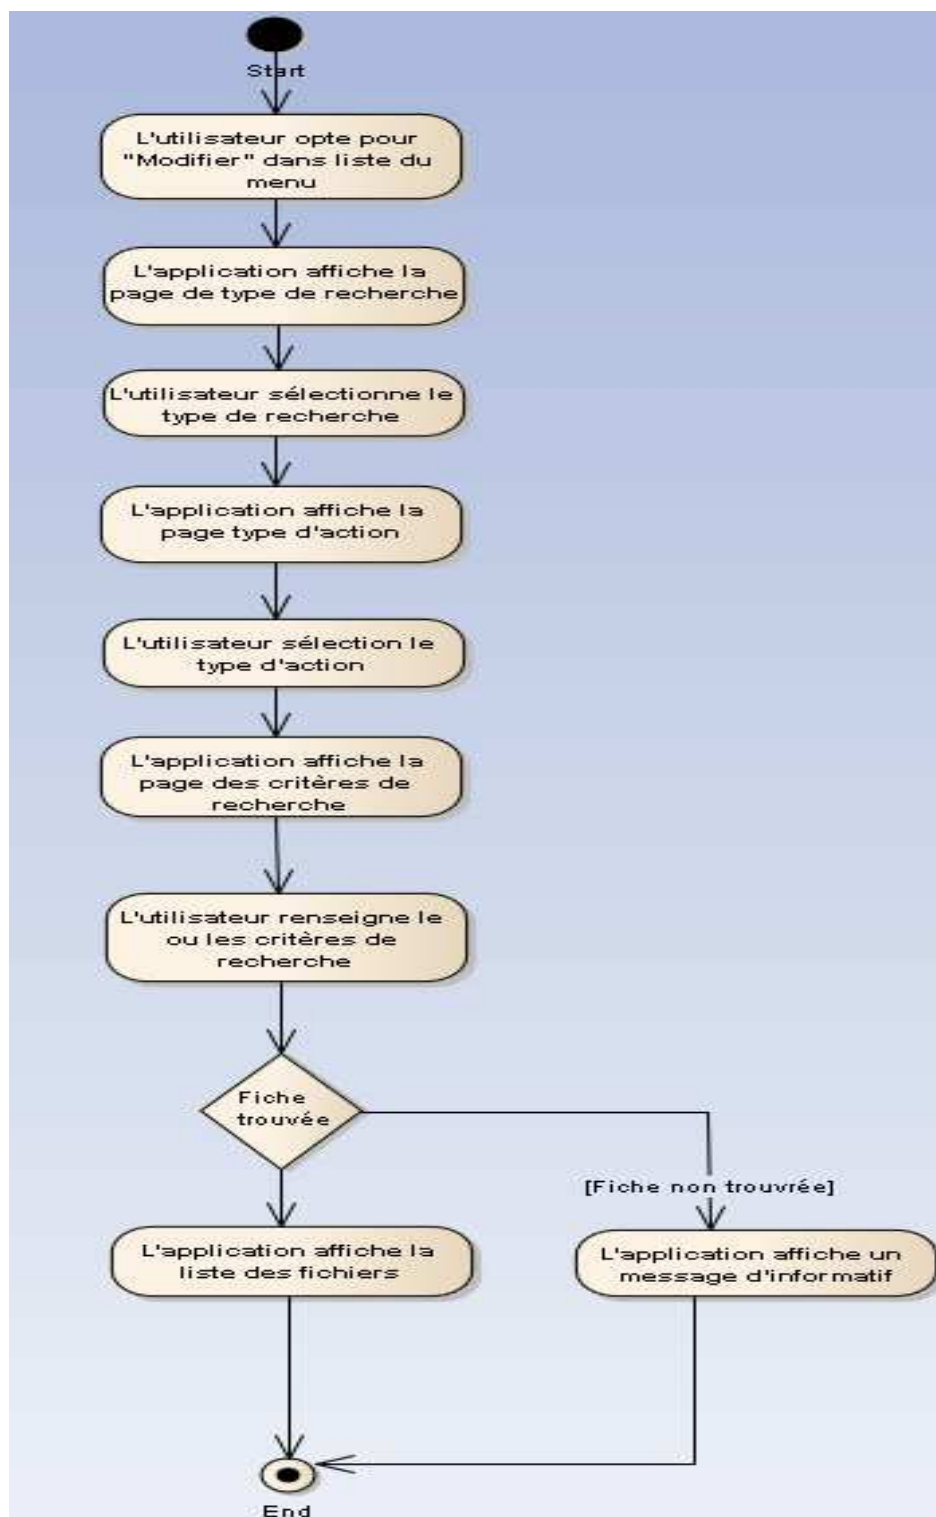 Start
L'utilisateur opte pour
"Modifier" dans liste du
menu
L'application affiche la
page de type de recherche
L'utilisateur sélectionne le
type de recherche
L'application affiche la
page type d'action
L'utilisateur sélection le
type d'action
L'application affiche la
page des critères de
recherche
L'utilisateur renseigne le
ou les critères de
recherche
Fiche
trouvée
[Fiche non trouvrée]
L'application affiche la
liste des fichiers
L'application affiche un
message d'informatif
End